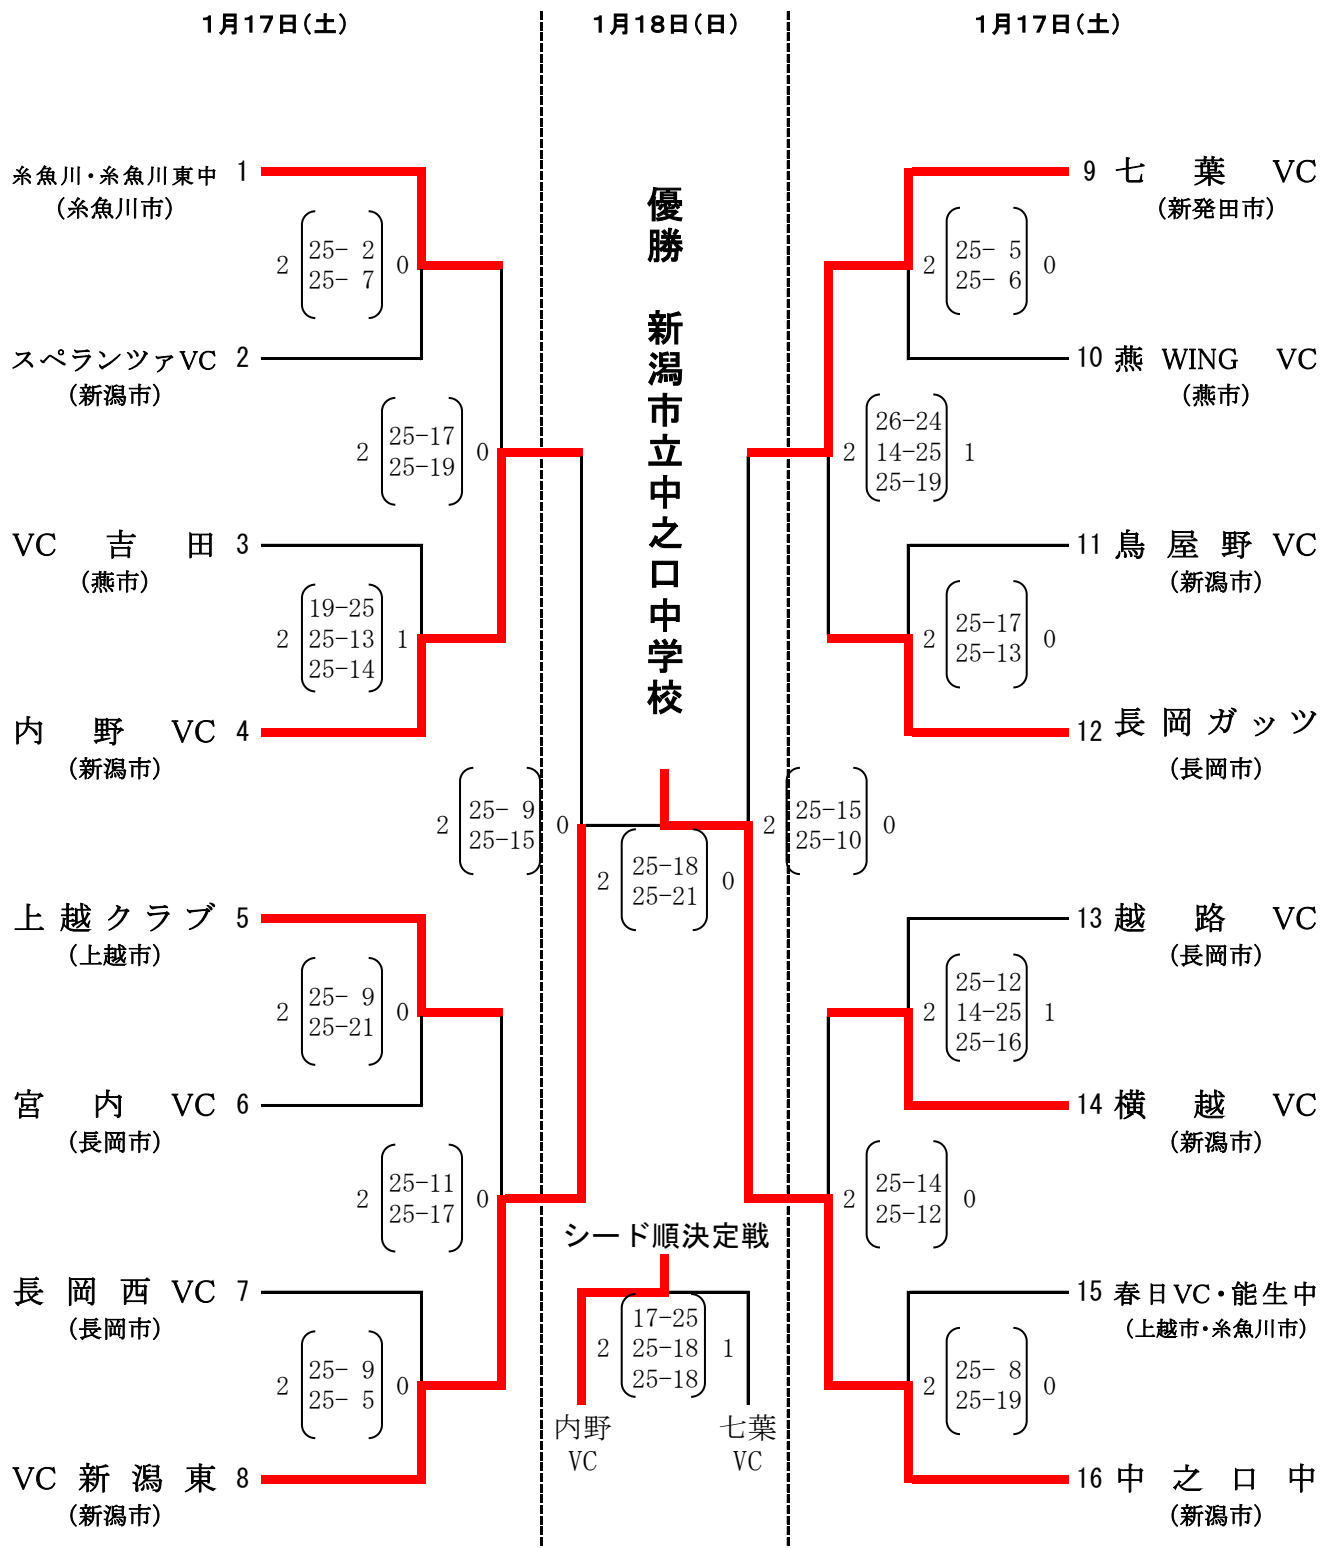 1月17日(土)
1月18日(日)
1月17日(土)
糸魚川・糸魚川東中 1
(糸魚川市)
2 25- 2 0
25- 7
スペランツァVC 2
(新潟市)
2 25-17 0
25-19
VC 吉 田 3
(燕市)
19-25
2 25-13 1
25-14
内 野 VC 4
(新潟市)
2 25- 9 0
25-15
上越クラブ 5
(上越市)
2 25- 9 0
25-21
宮 内 VC 6
(長岡市)
2 25-11 0
25-17
長 岡 西 VC 7
(長岡市)
2 25- 9 0
25- 5
VC 新 潟 東 8
(新潟市)
優勝 新潟市立中之口中学校
2 25-18 0
25-21
シード順決定戦
17-25
2 25-18 1
25-18
内野
VC
七葉
VC
9 七 葉 VC
(新発田市)
2 25- 5 0
25- 6
10 燕 WING VC
(燕市)
26-24
2 14-25 1
25-19
11 鳥 屋 野 VC
(新潟市)
2 25-17 0
25-13
12 長岡ガッツ
(長岡市)
2 25-15 0
25-10
13 越 路 VC
(長岡市)
25-12
2 14-25 1
25-16
14 横 越 VC
(新潟市)
2 25-14 0
25-12
15 春日VC・能生中
(上越市・糸魚川市)
2 25- 8 0
25-19
16 中 之 口 中
(新潟市)